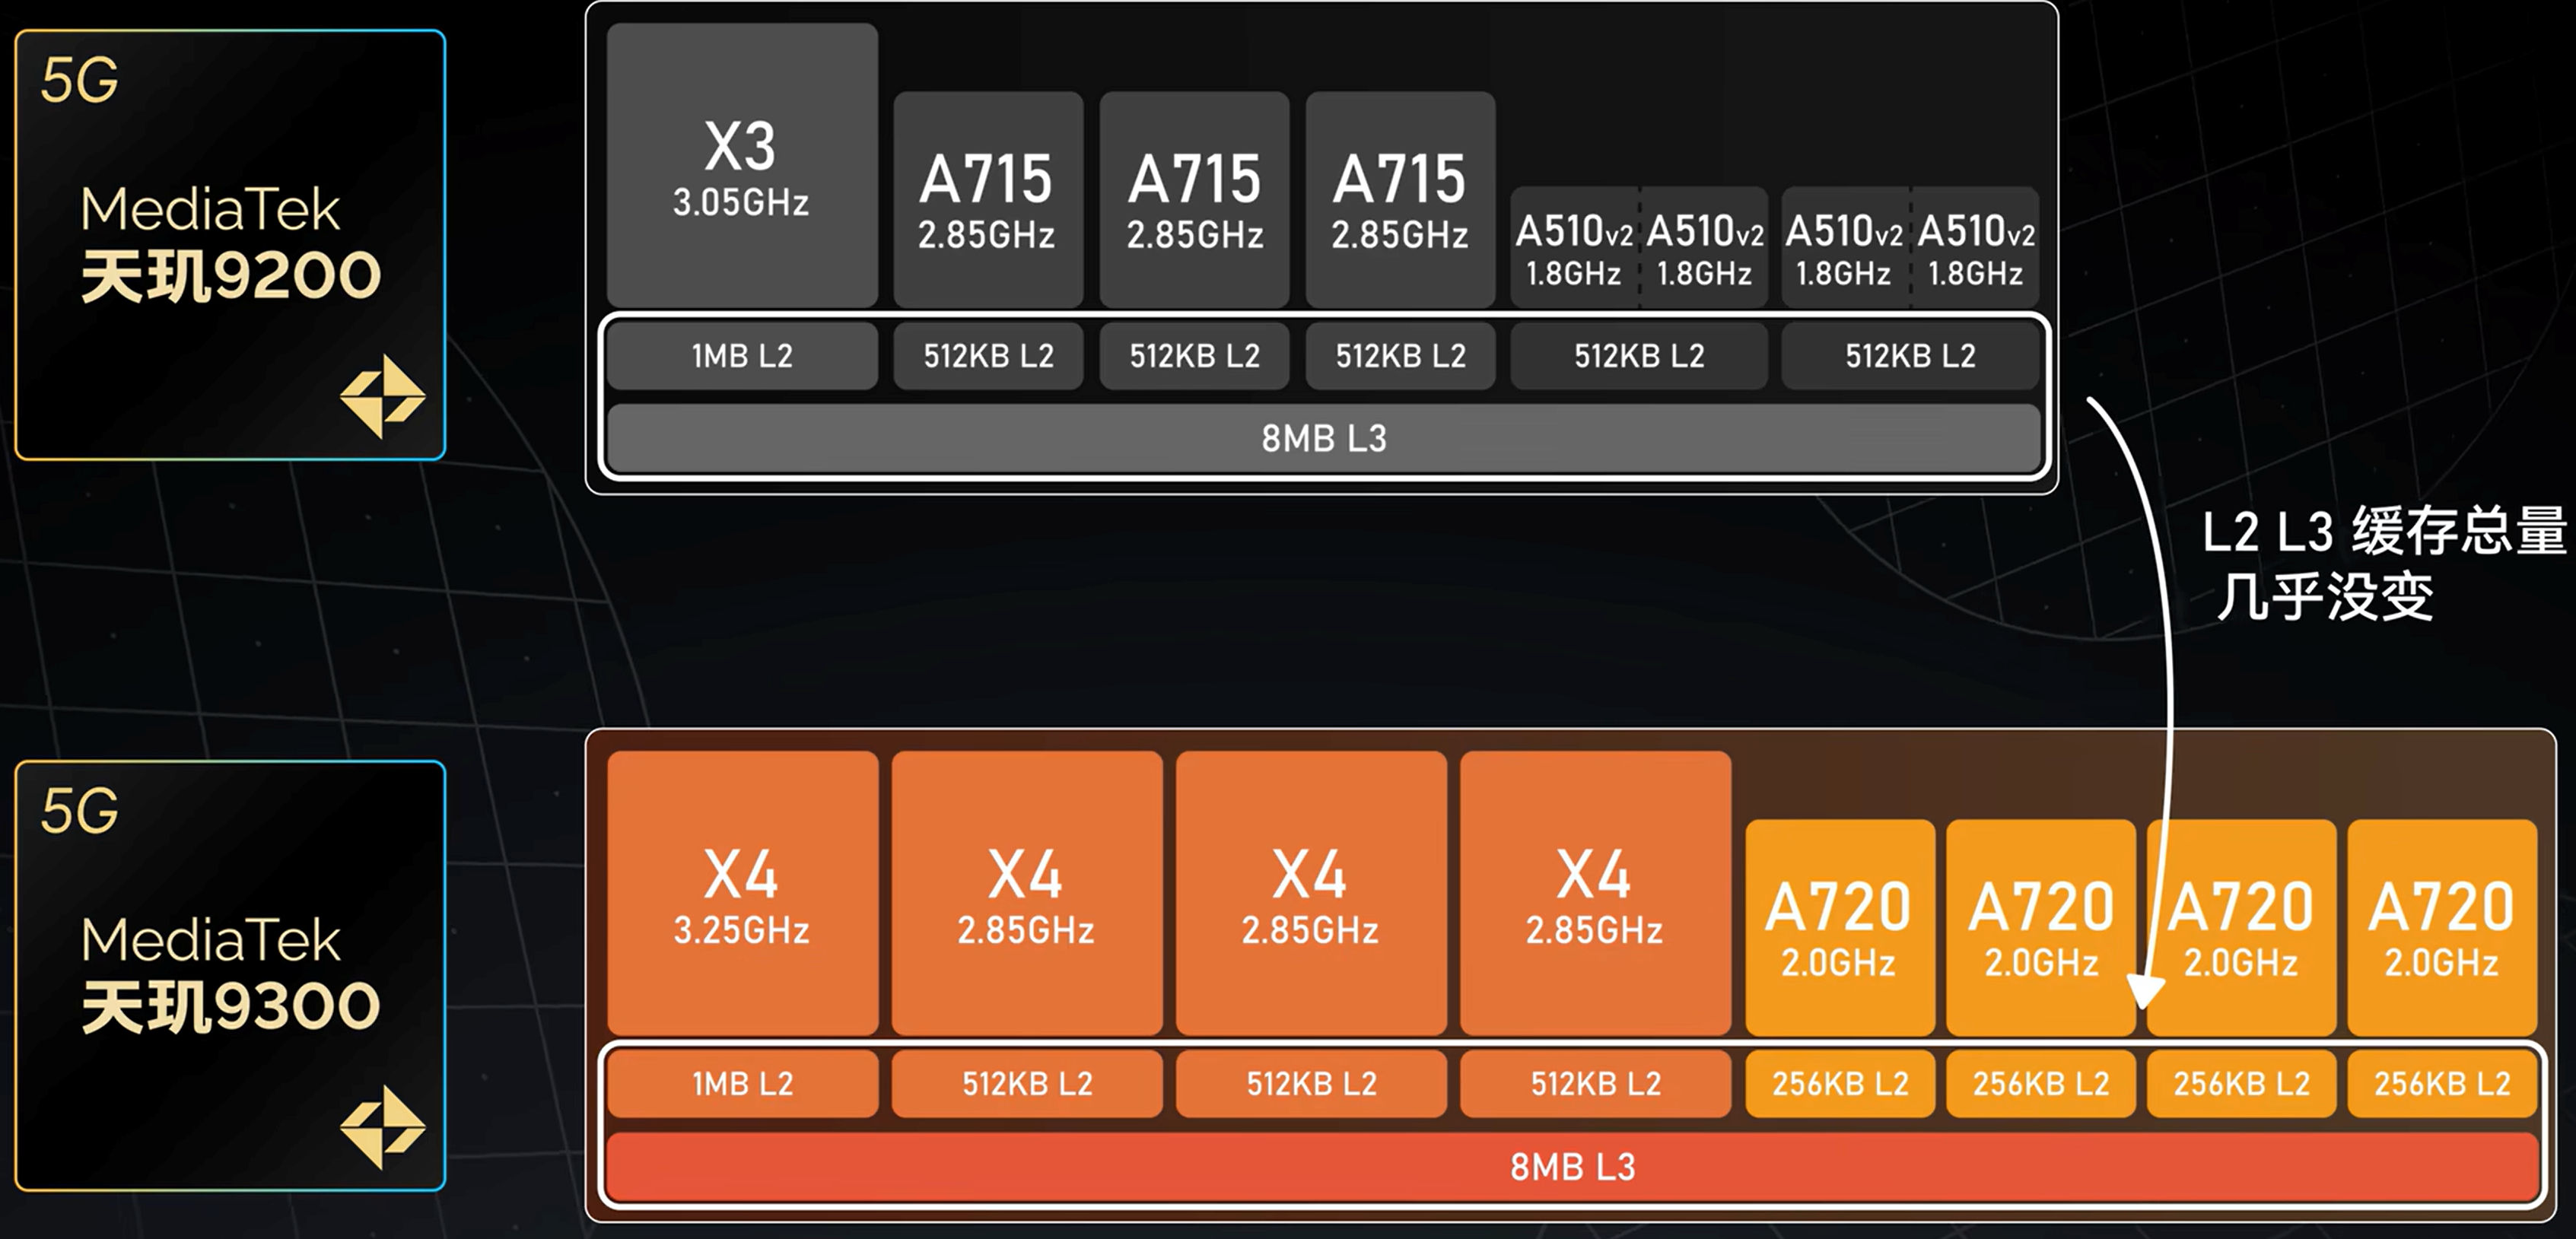 5G
MediaTek
天玑9200
X3
3.05GHz
A715
2.85GHz
A715
2.85GHz
A715
2.85GHz
A510v2
1.8GHz
A510v2
1.8GHz
A510v2
1.8GHz
A510v2
1.8GHz
1MB L2
512KB L2
512KB L2
512KB L2
512KB L2
512KB L2
8MB L3
L2 L3 缓存总量
几乎没变
5G
MediaTek
天玑9300
X4
3.25GHz
X4
2.85GHz
X4
2.85GHz
X4
2.85GHz
A720
2.0GHz
A720
2.0GHz
A720
2.0GHz
A720
2.0GHz
1MB L2
512KB L2
512KB L2
512KB L2
256KB L2
256KB L2
256KB L2
256KB L2
8MB L3